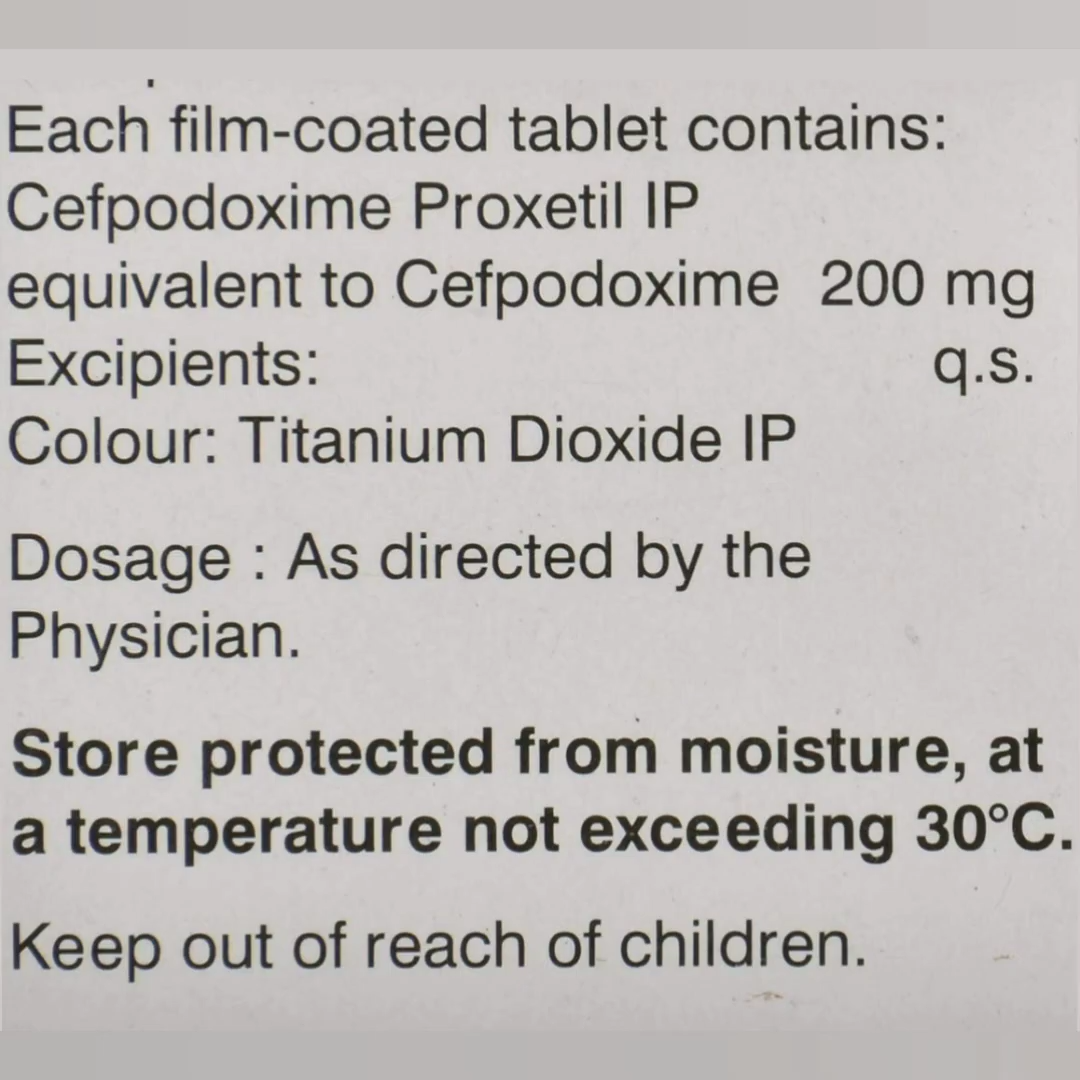 Each film-coated tablet contains:
Cefpodoxime Proxetil IP
equivalent to Cefpodoxime 200 mg
Excipients: q.s.
Colour: Titanium Dioxide IP
Dosage : As directed by the
Physician.
Store protected from moisture, at
a temperature not exceeding 30°C.
Keep out of reach of children.